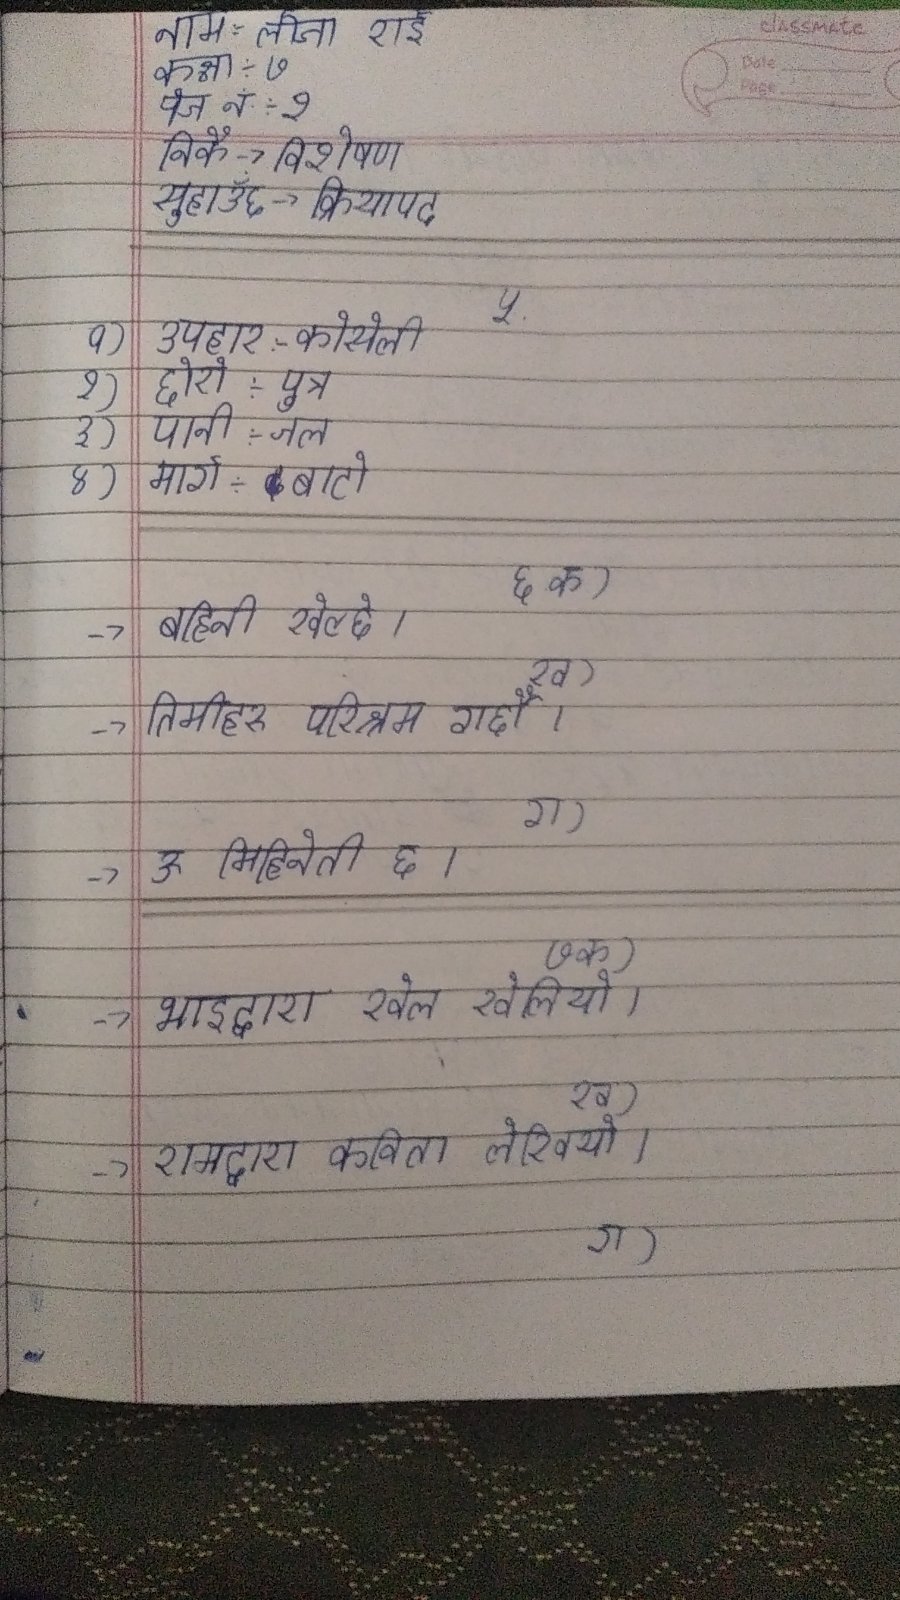 classmate
Date
Page
नाम÷ लीजा राई
कक्षा÷ ७
पेज नं÷ २
निकै→ विशेषण
सुहाउँछ→ क्रियापद
५.
१) उपहार÷ कोसेली
२) छोरो÷ पुत्र
३) पानी÷ जल
४) मार्ग÷ बाटो
६ क)
→ बहिनी खेल्छे।
ख)
→ तिमीहरू परिश्रम गर्दौँ।
ग)
→ ऊ मिहिनेती छ।
७क)
→ भाइद्वारा खेल खेलियो।
ख)
→ रामद्वारा कविता लेखियो।
ग)